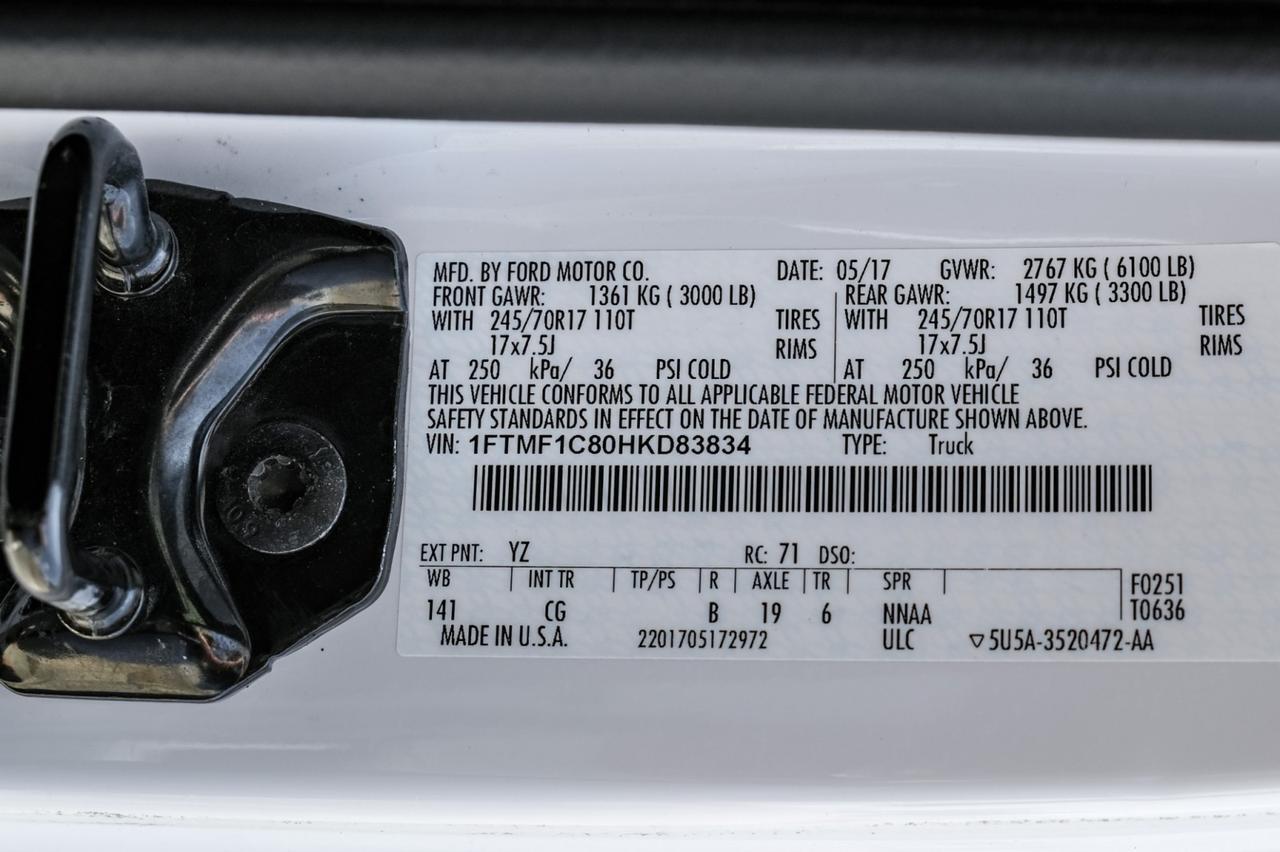 MFD. BY FORD MOTOR CO. DATE: 05/17 GVWR: 2767 KG ( 6100 LB)
FRONT GAWR: 1361 KG ( 3000 LB) REAR GAWR: 1497 KG ( 3300 LB)
WITH 245/70R17 110T TIRES WITH 245/70R17 110T TIRES
17x7.5J RIMS 17x7.5J RIMS
AT 250 kPa/ 36 PSI COLD AT 250 kPa/ 36 PSI COLD
THIS VEHICLE CONFORMS TO ALL APPLICABLE FEDERAL MOTOR VEHICLE
SAFETY STANDARDS IN EFFECT ON THE DATE OF MANUFACTURE SHOWN ABOVE.
VIN: 1FTMF1C80HKD83834 TYPE: Truck
EXT PNT: YZ RC: 71 DSO:
WB INT TR TP/PS R AXLE TR SPR F0251
141 CG B 19 6 NNAA T0636
MADE IN U.S.A. 2201705172972 ULC ▽5U5A-3520472-AA